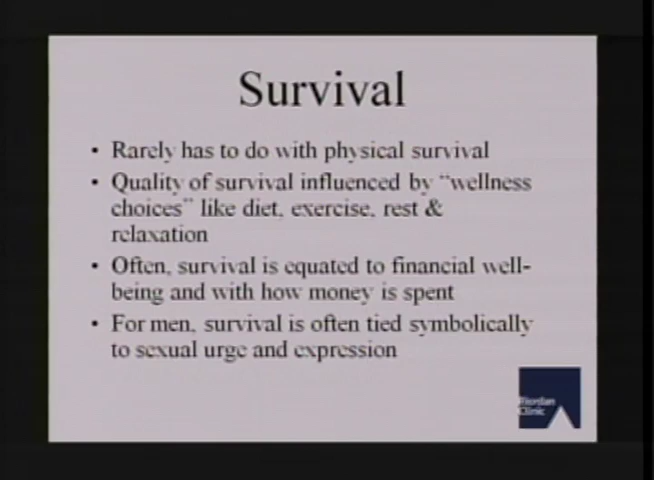 Survival
• Rarely has to do with physical survival
• Quality of survival influenced by "wellness
choices" like diet, exercise, rest &
relaxation
• Often, survival is equated to financial well-
being and with how money is spent
• For men, survival is often tied symbolically
to sexual urge and expression
Riordan
Clinic